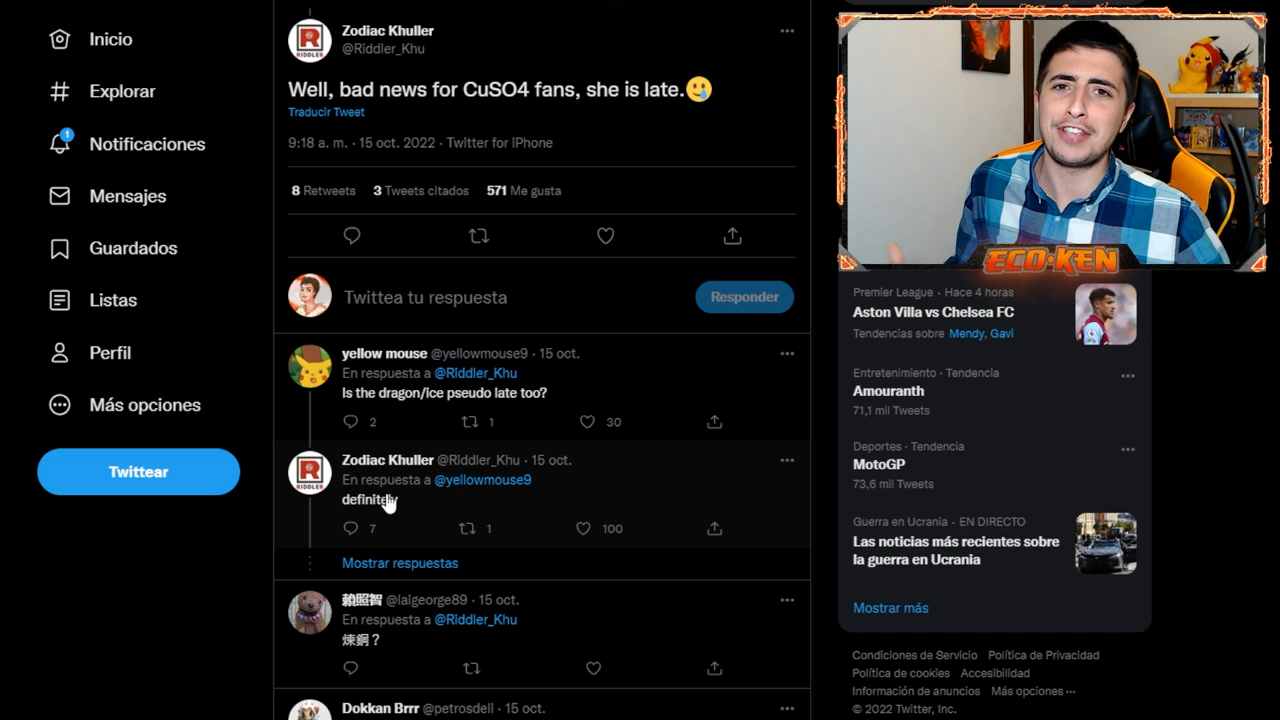 Inicio
Explorar
1
Notificaciones
Mensajes
Guardados
Listas
Perfil
Más opciones
Twittear
RIDDLER
Zodiac Khuller
@Riddler_Khu
Well, bad news for CuSO4 fans, she is late.🥲
Traducir Tweet
9:18 a. m. · 15 oct. 2022 · Twitter for iPhone
8 Retweets 3 Tweets citados 571 Me gusta
Twittea tu respuesta
Responder
yellow mouse @yellowmouse9 · 15 oct.
En respuesta a @Riddler_Khu
Is the dragon/ice pseudo late too?
2 1 30
RIDDLER
Zodiac Khuller @Riddler_Khu · 15 oct.
En respuesta a @yellowmouse9
definitely
7 1 100
Mostrar respuestas
賴照智 @laigeorge89 · 15 oct.
En respuesta a @Riddler_Khu
煉銅？
Dokkan Brrr @petrosdell · 15 oct.
ECO·KEN
Premier League · Hace 4 horas
Aston Villa vs Chelsea FC
Tendencias sobre Mendy, Gavi
Entretenimiento · Tendencia
Amouranth
71,1 mil Tweets
Deportes · Tendencia
MotoGP
73,6 mil Tweets
Guerra en Ucrania · EN DIRECTO
Las noticias más recientes sobre
la guerra en Ucrania
Mostrar más
Condiciones de Servicio Política de Privacidad
Política de cookies Accesibilidad
Información de anuncios Más opciones ···
© 2022 Twitter, Inc.